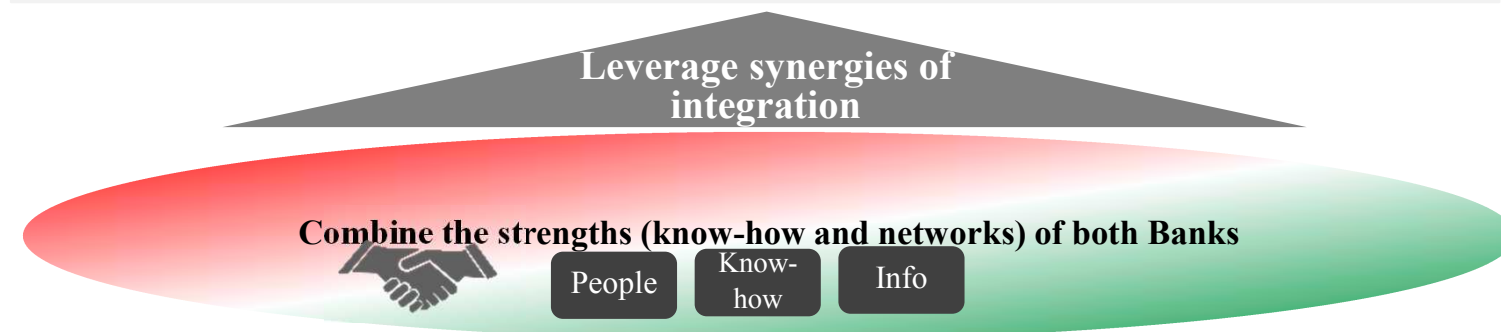 Leverage synergies of
integration
Combine the strengths (know-how and networks) of both Banks
People
Know-
how
Info